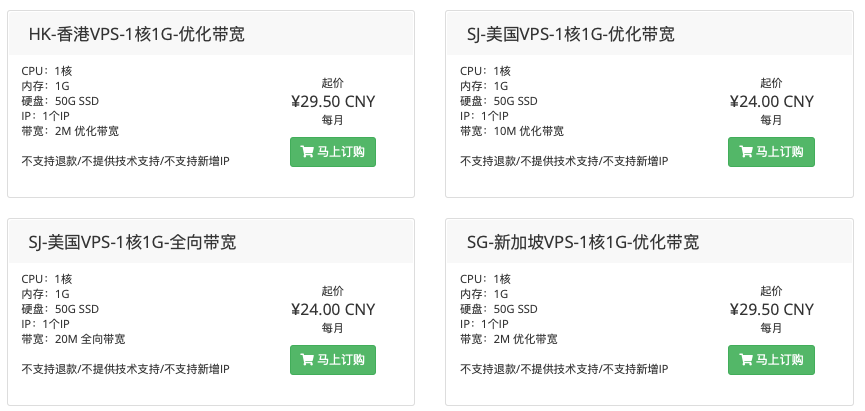 HK-香港VPS-1核1G-优化带宽
CPU：1核
内存：1G
硬盘：50G SSD
IP：1个IP
带宽：2M 优化带宽
不支持退款/不提供技术支持/不支持新增IP
起价
¥29.50 CNY
每月
马上订购
SJ-美国VPS-1核1G-优化带宽
CPU：1核
内存：1G
硬盘：50G SSD
IP：1个IP
带宽：10M 优化带宽
不支持退款/不提供技术支持/不支持新增IP
起价
¥24.00 CNY
每月
马上订购
SJ-美国VPS-1核1G-全向带宽
CPU：1核
内存：1G
硬盘：50G SSD
IP：1个IP
带宽：20M 全向带宽
不支持退款/不提供技术支持/不支持新增IP
起价
¥24.00 CNY
每月
马上订购
SG-新加坡VPS-1核1G-优化带宽
CPU：1核
内存：1G
硬盘：50G SSD
IP：1个IP
带宽：2M 优化带宽
不支持退款/不提供技术支持/不支持新增IP
起价
¥29.50 CNY
每月
马上订购